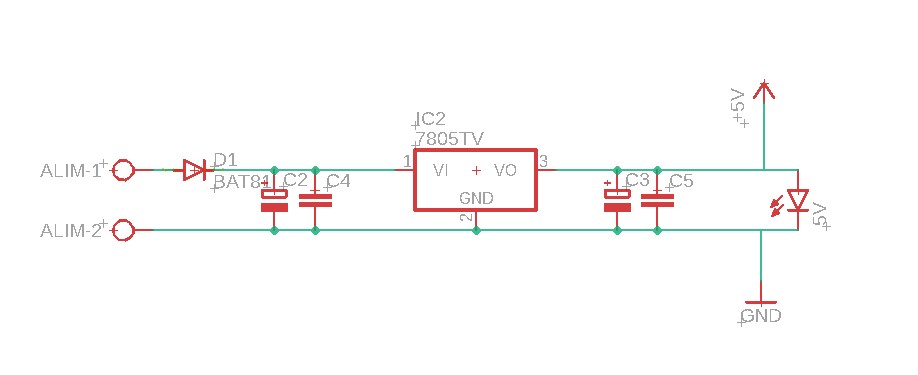 +5V
IC2
7805TV
ALIM-1
D1
BAT81
C2
C4
1
VI
VO
3
GND
2
C3
C5
5V
ALIM-2
GND